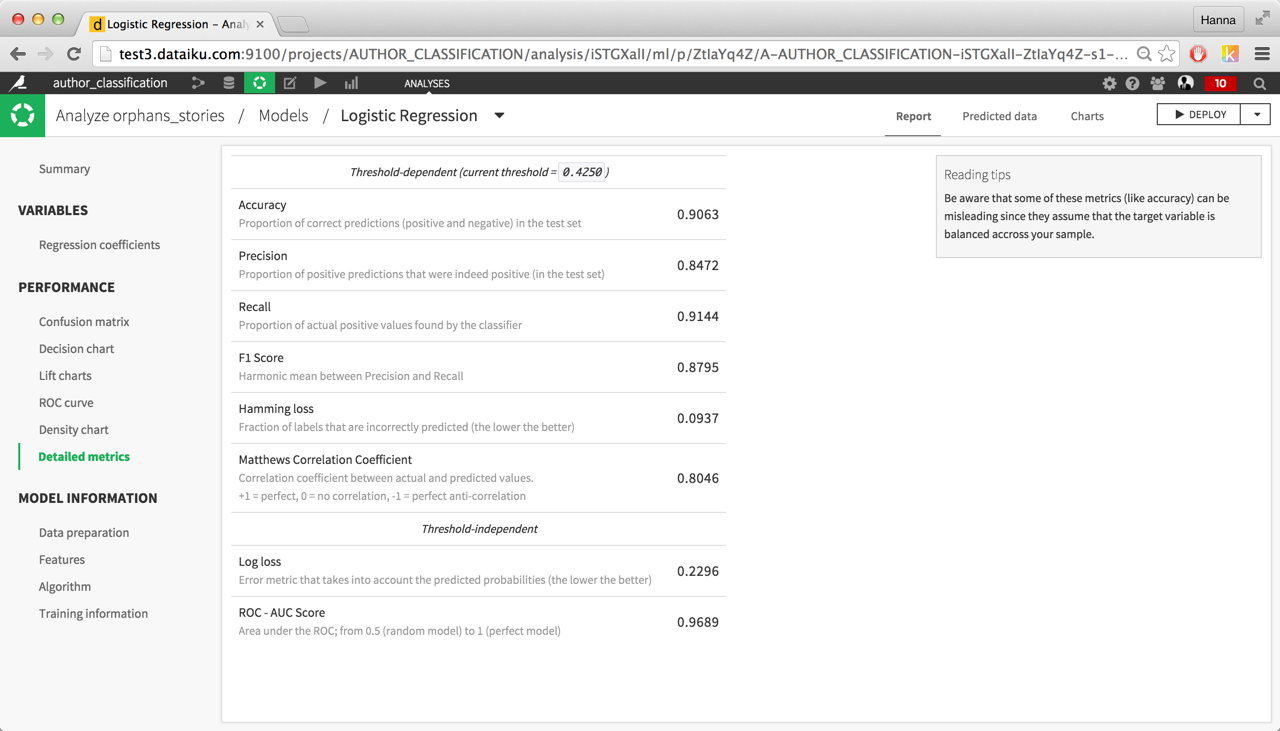 Logistic Regression – Analy
Hanna
test3.dataiku.com:9100/projects/AUTHOR_CLASSIFICATION/analysis/iSTGXalI/ml/p/ZtIaYq4Z/A-AUTHOR_CLASSIFICATION-iSTGXalI-ZtIaYq4Z-s1-...
author_classification
ANALYSES
10
Analyze orphans_stories / Models / Logistic Regression
Report
Predicted data
Charts
DEPLOY
Summary
VARIABLES
Regression coefficients
PERFORMANCE
Confusion matrix
Decision chart
Lift charts
ROC curve
Density chart
Detailed metrics
MODEL INFORMATION
Data preparation
Features
Algorithm
Training information
Threshold-dependent (current threshold = 0.4250 )
Accuracy
Proportion of correct predictions (positive and negative) in the test set
0.9063
Precision
Proportion of positive predictions that were indeed positive (in the test set)
0.8472
Recall
Proportion of actual positive values found by the classifier
0.9144
F1 Score
Harmonic mean between Precision and Recall
0.8795
Hamming loss
Fraction of labels that are incorrectly predicted (the lower the better)
0.0937
Matthews Correlation Coefficient
Correlation coefficient between actual and predicted values.
+1 = perfect, 0 = no correlation, -1 = perfect anti-correlation
0.8046
Threshold-independent
Log loss
Error metric that takes into account the predicted probabilities (the lower the better)
0.2296
ROC - AUC Score
Area under the ROC; from 0.5 (random model) to 1 (perfect model)
0.9689
Reading tips
Be aware that some of these metrics (like accuracy) can be
misleading since they assume that the target variable is
balanced accross your sample.